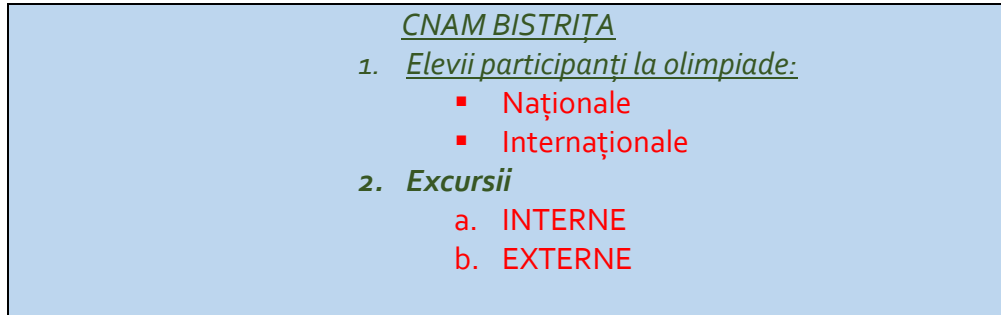 CNAM BISTRIȚA
1. Elevii participanți la olimpiade:
▪ Naționale
▪ Internaționale
2. Excursii
a. INTERNE
b. EXTERNE